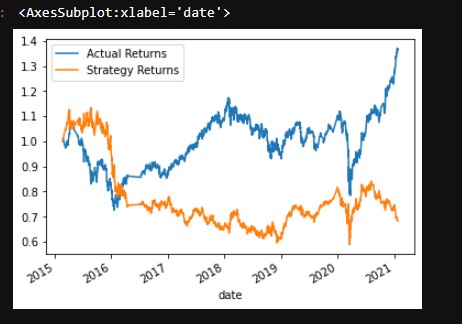 : <AxesSubplot:xlabel='date'>
1.4
Actual Returns
Strategy Returns
1.3
1.2
1.1
1.0
0.9
0.8
0.7
0.6
2015 2016 2017 2018 2019 2020 2021
date